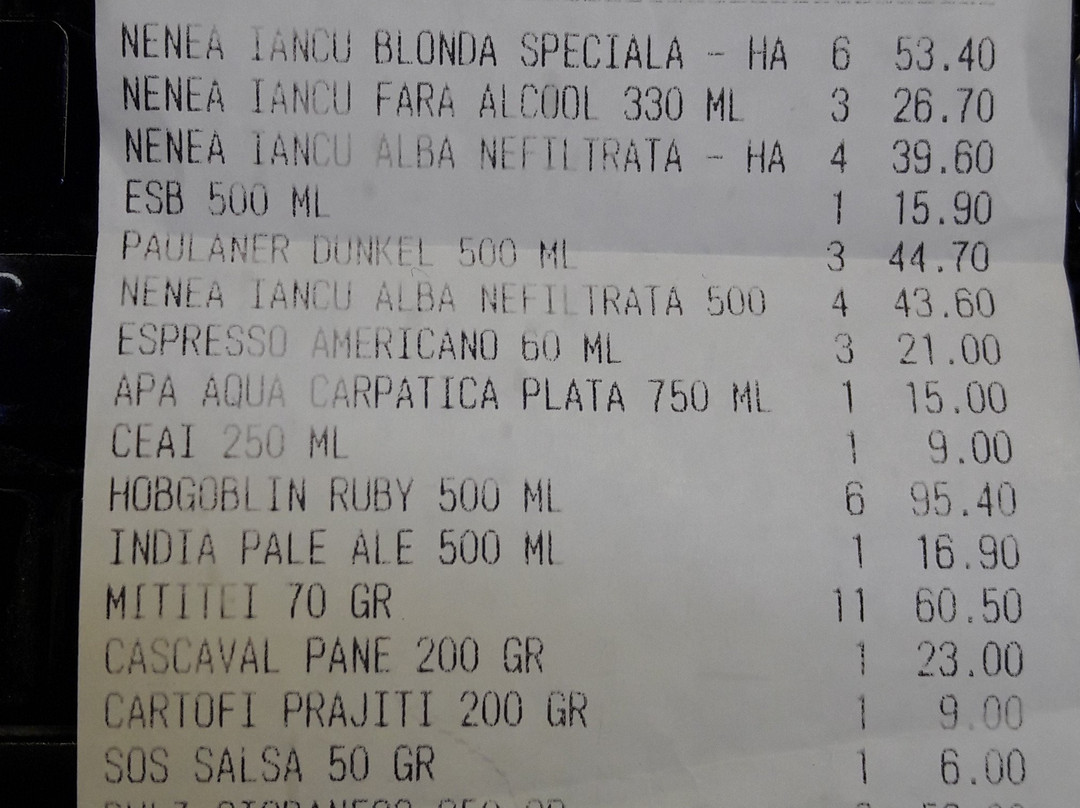 NENEA IANCU BLONDA SPECIALA - HA 6 53.40
NENEA IANCU FARA ALCOOL 330 ML 3 26.70
NENEA IANCU ALBA NEFILTRATA - HA 4 39.60
ESB 500 ML 1 15.90
PAULANER DUNKEL 500 ML 3 44.70
NENEA IANCU ALBA NEFILTRATA 500 4 43.60
ESPRESSO AMERICANO 60 ML 3 21.00
APA AQUA CARPATICA PLATA 750 ML 1 15.00
CEAI 250 ML 1 9.00
HOBGOBLIN RUBY 500 ML 6 95.40
INDIA PALE ALE 500 ML 1 16.90
MITITEI 70 GR 11 60.50
CASCAVAL PANE 200 GR 1 23.00
CARTOFI PRAJITI 200 GR 1 9.00
SOS SALSA 50 GR 1 6.00